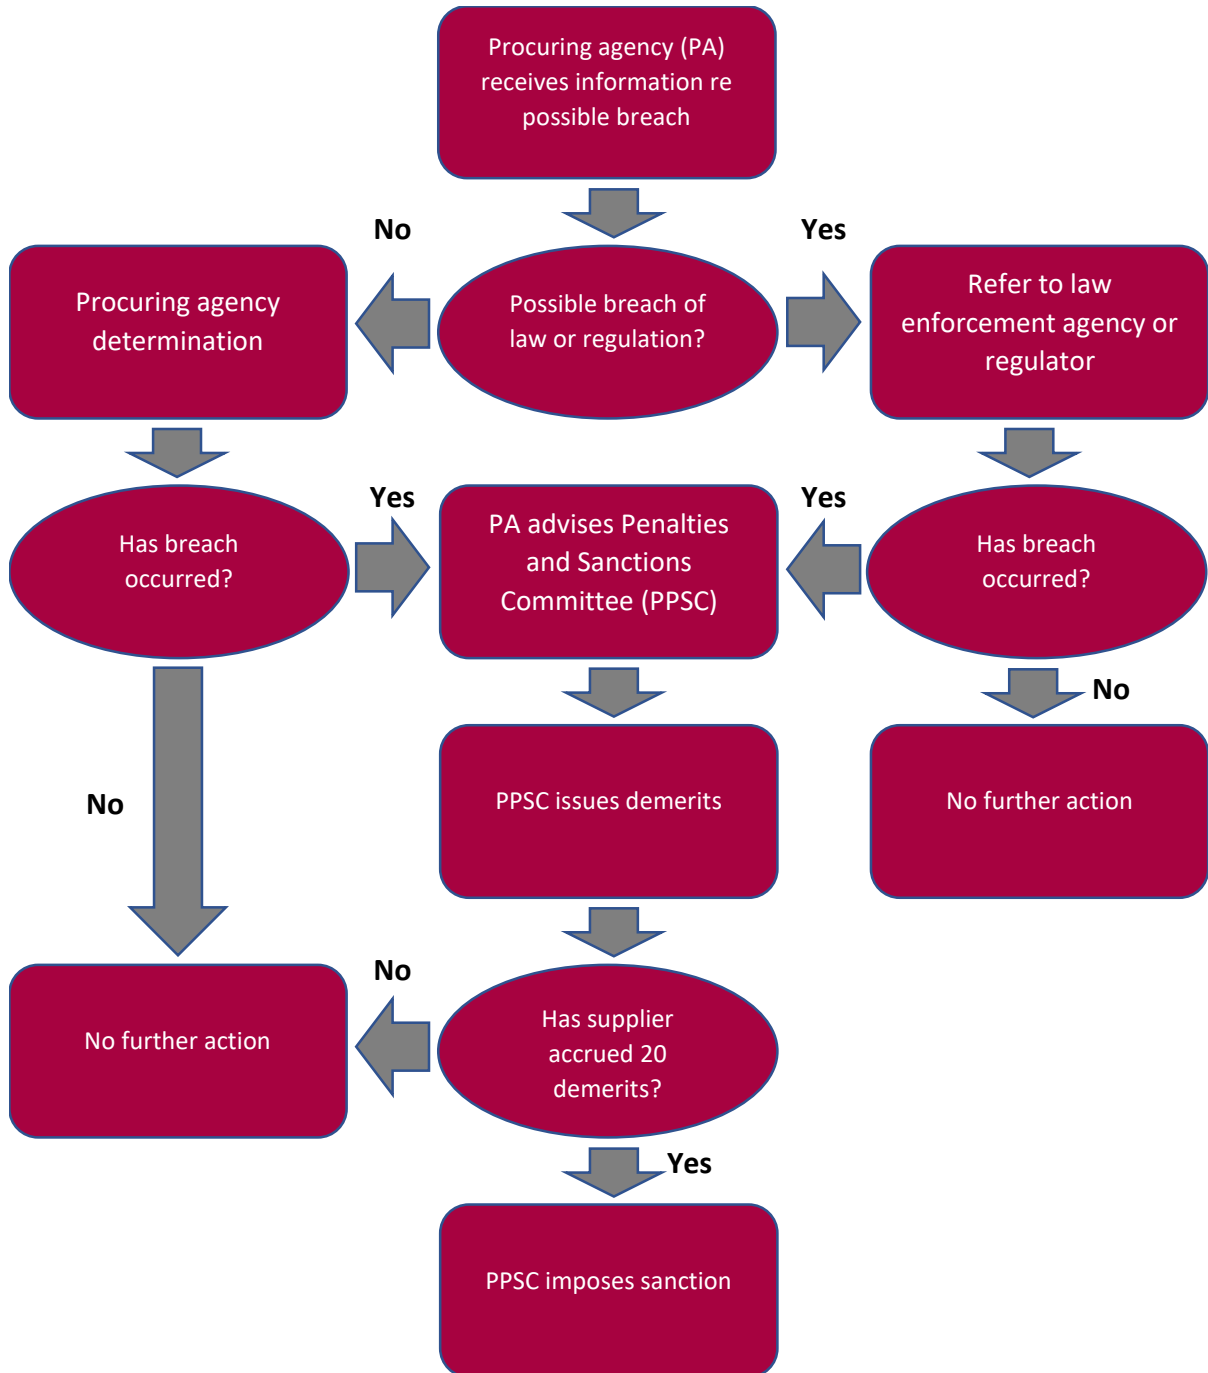 Procuring agency (PA)
receives information re
possible breach
No
Yes
Procuring agency
determination
Possible breach of
law or regulation?
Refer to law
enforcement agency or
regulator
Yes
Yes
Has breach
occurred?
PA advises Penalties
and Sanctions
Committee (PPSC)
Has breach
occurred?
No
No
PPSC issues demerits
No further action
No
No further action
Has supplier
accrued 20
demerits?
Yes
PPSC imposes sanction